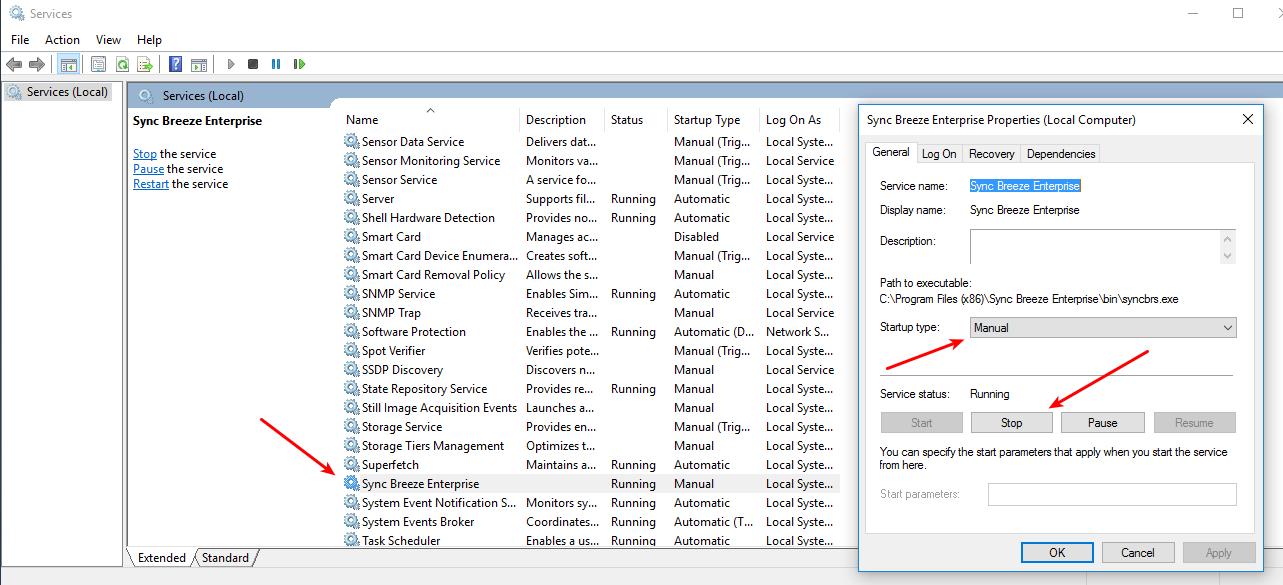 Services
File Action View Help
Services (Local)
Services (Local)
Sync Breeze Enterprise
Stop the service
Pause the service
Restart the service
Name Description Status Startup Type Log On As
Sensor Data Service Delivers dat... Manual (Trig... Local Syste...
Sensor Monitoring Service Monitors va... Manual (Trig... Local Service
Sensor Service A service fo... Manual (Trig... Local Syste...
Server Supports fil... Running Automatic Local Syste...
Shell Hardware Detection Provides no... Running Automatic Local Syste...
Smart Card Manages ac... Disabled Local Service
Smart Card Device Enumera... Creates soft... Manual (Trig... Local Syste...
Smart Card Removal Policy Allows the s... Manual Local Syste...
SNMP Service Enables Sim... Running Automatic Local Syste...
SNMP Trap Receives tra... Manual Local Service
Software Protection Enables the ... Running Automatic (D... Network S...
Spot Verifier Verifies pote... Manual (Trig... Local Syste...
SSDP Discovery Discovers n... Manual Local Service
State Repository Service Provides re... Running Manual Local Syste...
Still Image Acquisition Events Launches a... Manual Local Syste...
Storage Service Provides en... Manual (Trig... Local Syste...
Storage Tiers Management Optimizes t... Manual Local Syste...
Superfetch Maintains a... Running Automatic Local Syste...
Sync Breeze Enterprise Running Manual Local Syste...
System Event Notification S... Monitors sy... Running Automatic Local Syste...
System Events Broker Coordinates... Running Automatic (T... Local Syste...
Task Scheduler Enables a us... Running Automatic Local Syste...
Extended Standard
Sync Breeze Enterprise Properties (Local Computer)
General Log On Recovery Dependencies
Service name: Sync Breeze Enterprise
Display name: Sync Breeze Enterprise
Description:
Path to executable:
C:\Program Files (x86)\Sync Breeze Enterprise\bin\syncbrs.exe
Startup type: Manual
Service status: Running
Start Stop Pause Resume
You can specify the start parameters that apply when you start the service
from here.
Start parameters:
OK Cancel Apply